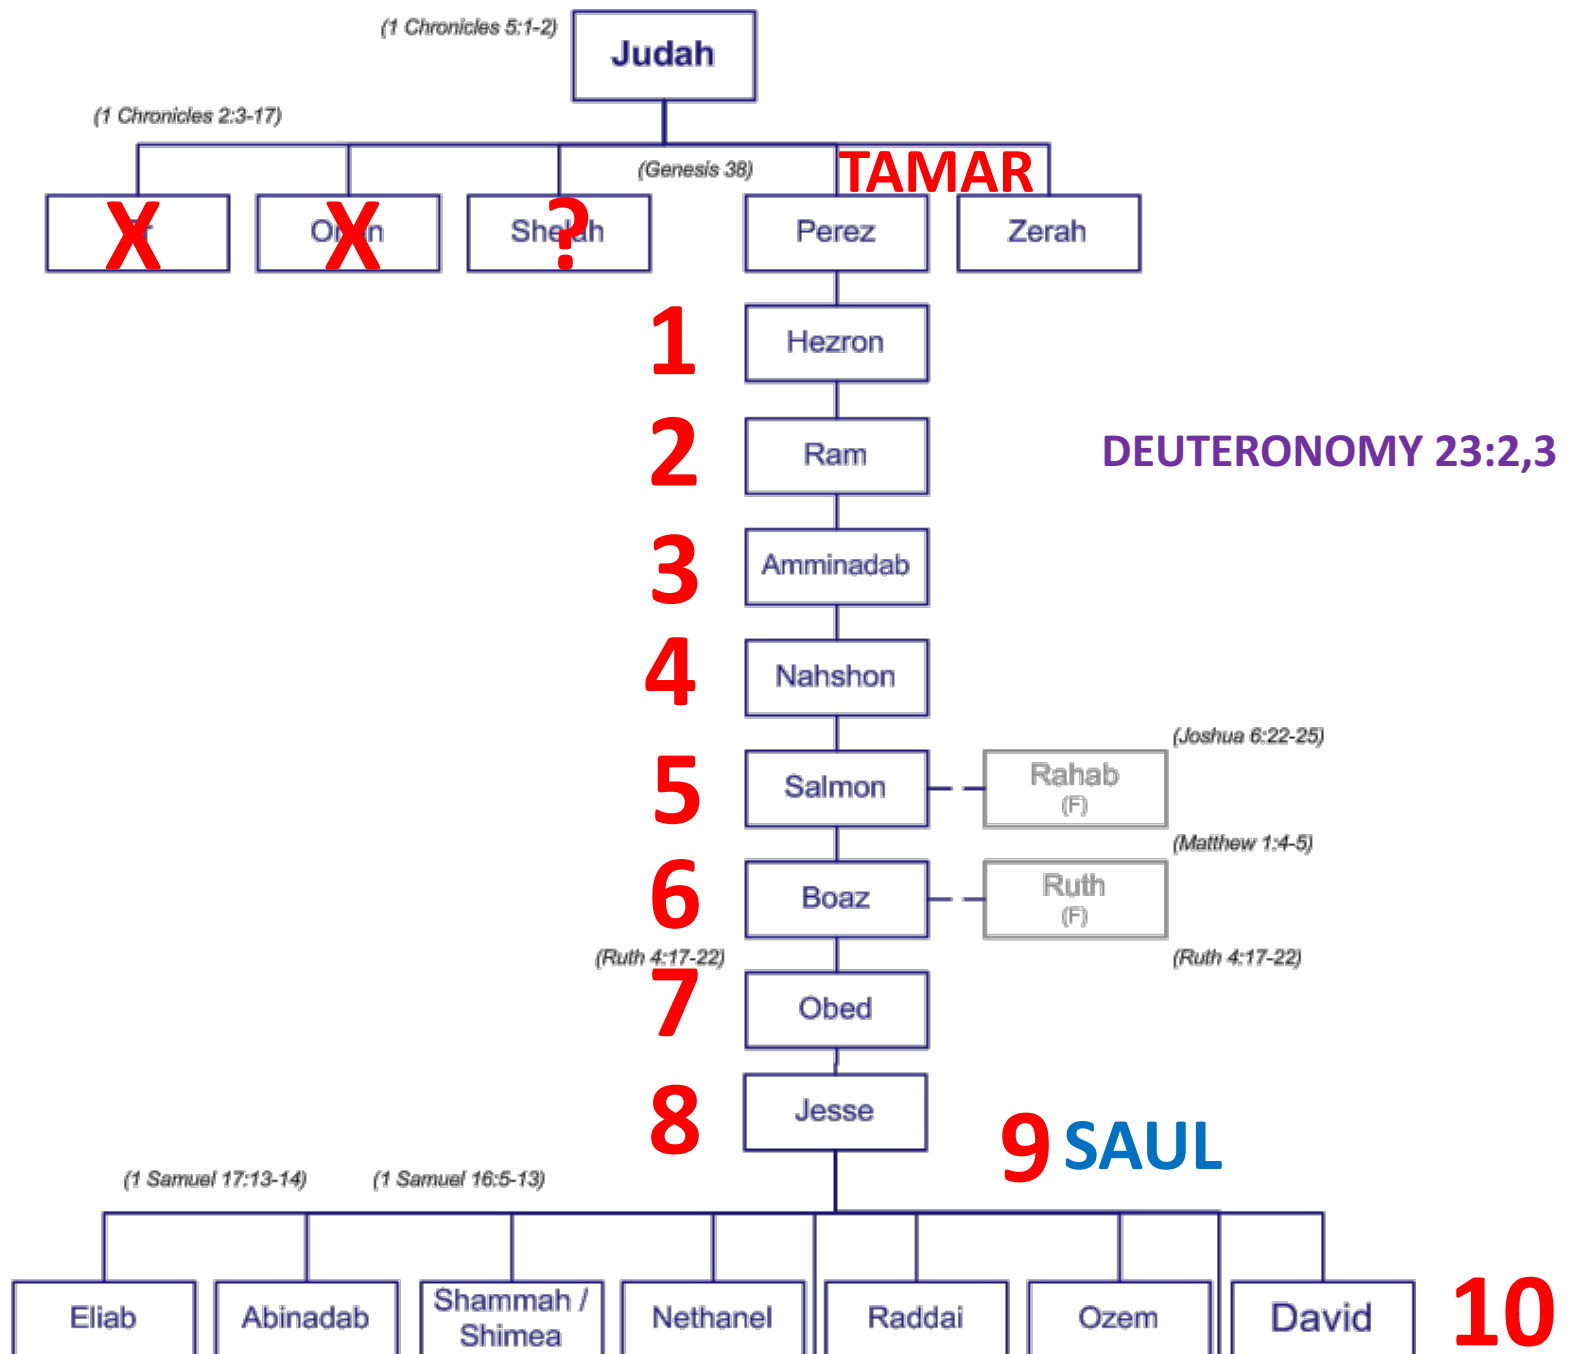 (1 Chronicles 5:1-2)
Judah
(1 Chronicles 2:3-17)
(Genesis 38)
TAMAR
X
X
Shelah
?
Perez
Zerah
1
Hezron
2
Ram
DEUTERONOMY 23:2,3
3
Amminadab
4
Nahshon
(Joshua 6:22-25)
5
Salmon
Rahab
(F)
(Matthew 1:4-5)
6
Boaz
Ruth
(F)
(Ruth 4:17-22)
(Ruth 4:17-22)
7
Obed
8
Jesse
9 SAUL
(1 Samuel 17:13-14)
(1 Samuel 16:5-13)
Eliab
Abinadab
Shammah /
Shimea
Nethanel
Raddai
Ozem
David
10